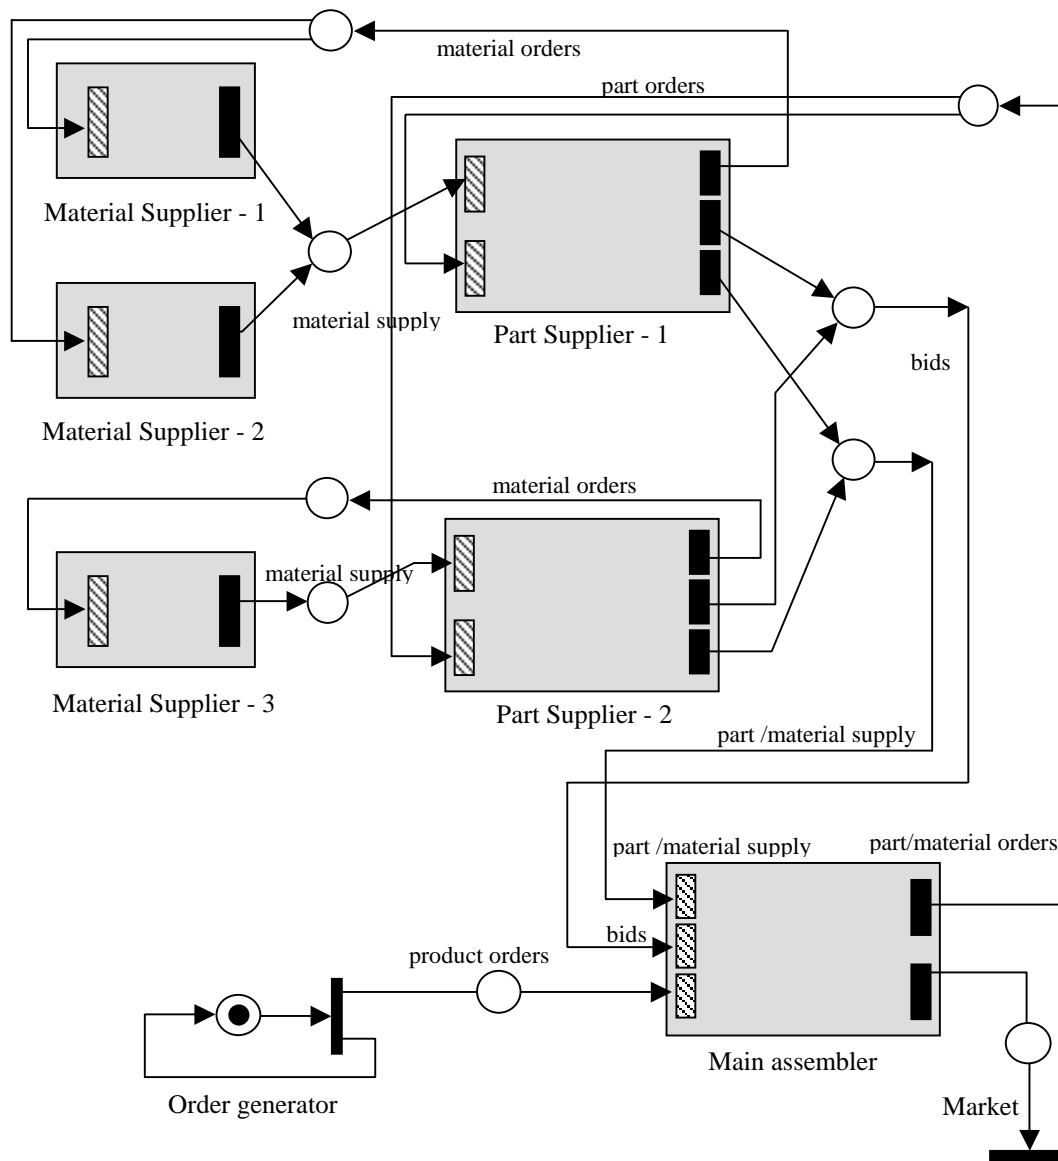 material orders
part orders
Material Supplier - 1
material supply
Part Supplier - 1
bids
Material Supplier - 2
material orders
material supply
Material Supplier - 3
Part Supplier - 2
part /material supply
part /material supply
part/material orders
bids
product orders
Main assembler
Order generator
Market